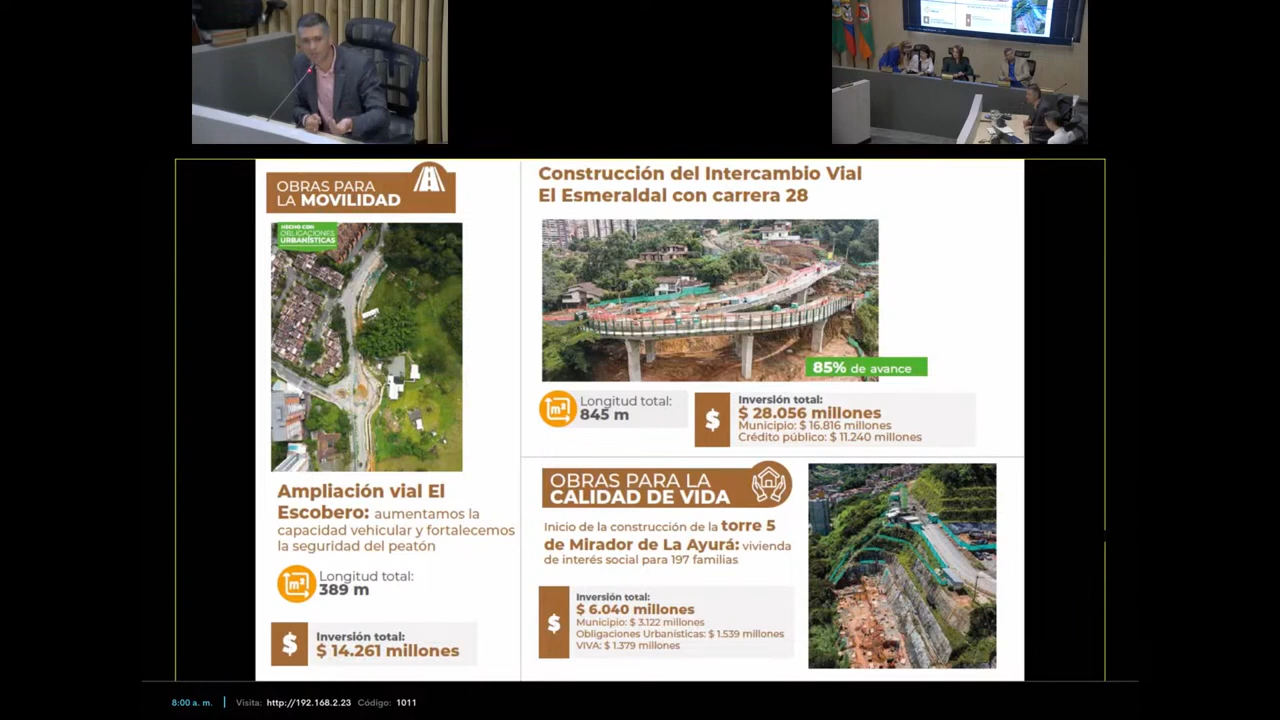 OBRAS PARA
LA MOVILIDAD
HECHO CON
OBLIGACIONES
URBANÍSTICAS
Ampliación vial El
Escobero: aumentamos la
capacidad vehicular y fortalecemos
la seguridad del peatón
m²
Longitud total:
389 m
$
Inversión total:
$ 14.261 millones
Construcción del Intercambio Vial
El Esmeraldal con carrera 28
85% de avance
m²
Longitud total:
845 m
$
Inversión total:
$ 28.056 millones
Municipio: $ 16.816 millones
Crédito público: $ 11.240 millones
OBRAS PARA LA
CALIDAD DE VIDA
Inicio de la construcción de la torre 5
de Mirador de La Ayurá: vivienda
de interés social para 197 familias
$
Inversión total:
$ 6.040 millones
Municipio: $ 3.122 millones
Obligaciones Urbanísticas: $ 1.539 millones
VIVA: $ 1.379 millones
8:00 a. m. | Visita: http://192.168.2.23 Código: 1011